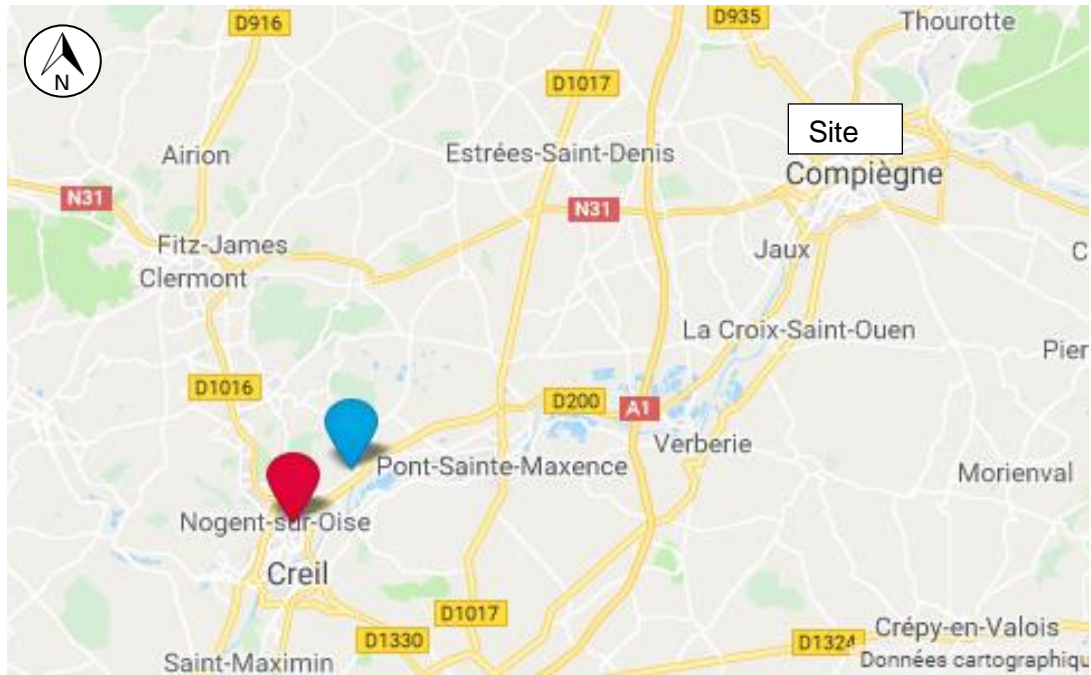 D916
D935
Thourotte
N
D1017
Site
Airion
Estrées-Saint-Denis
Compiègne
N31
N31
Fitz-James
Jaux
C
Clermont
La Croix-Saint-Ouen
Pier
D1016
D200
A1
Verberie
Pont-Sainte-Maxence
Morienval
Nogent-sur-Oise
Creil
D1017
Crépy-en-Valois
D1330
D1324
Saint-Maximin
Données cartographiqu